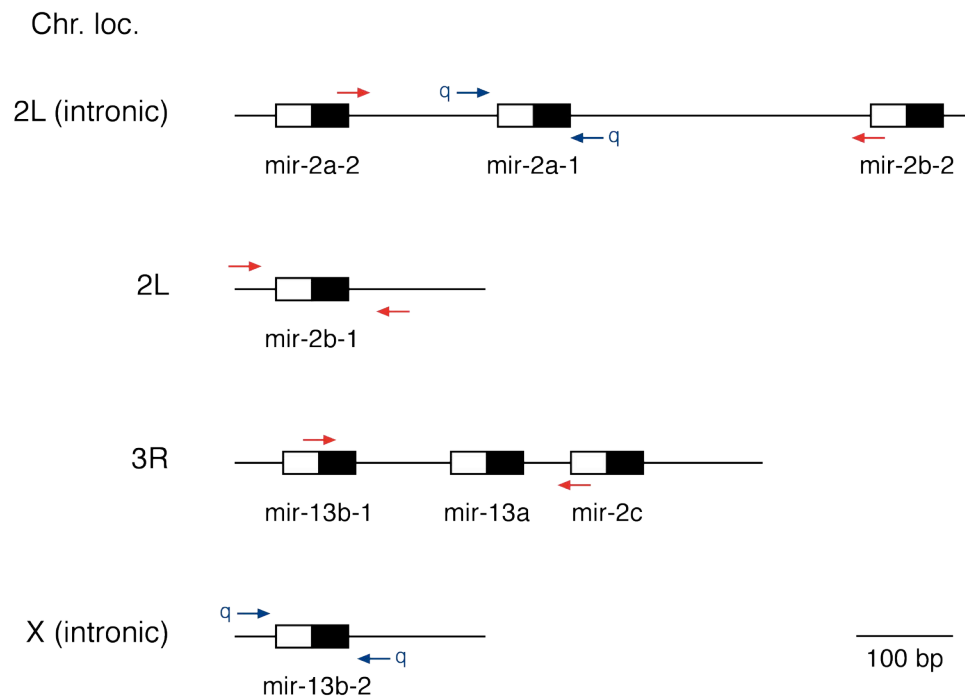 Chr. loc.
2L (intronic)
q
q
mir-2a-2 mir-2a-1 mir-2b-2
2L
mir-2b-1
3R
mir-13b-1 mir-13a mir-2c
q
X (intronic)
q
100 bp
mir-13b-2